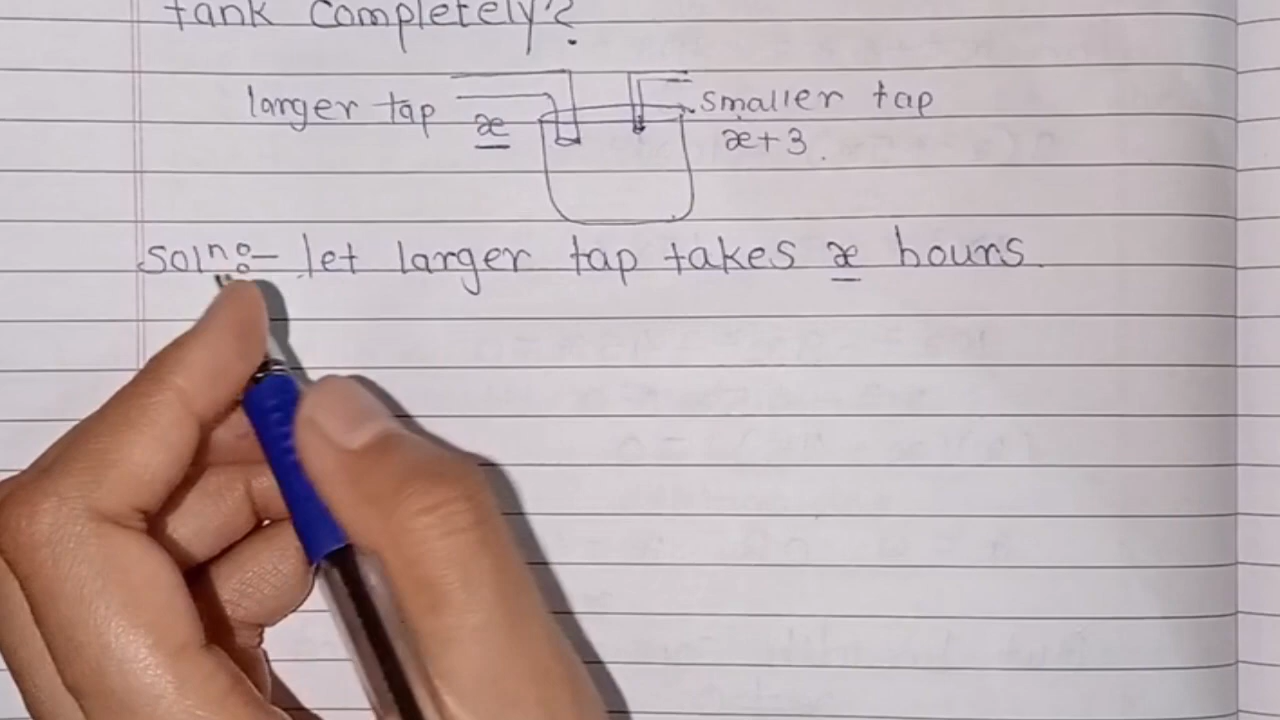 tank completely?
larger tap x smaller tap
x+3
Soln:- let larger tap takes x hours